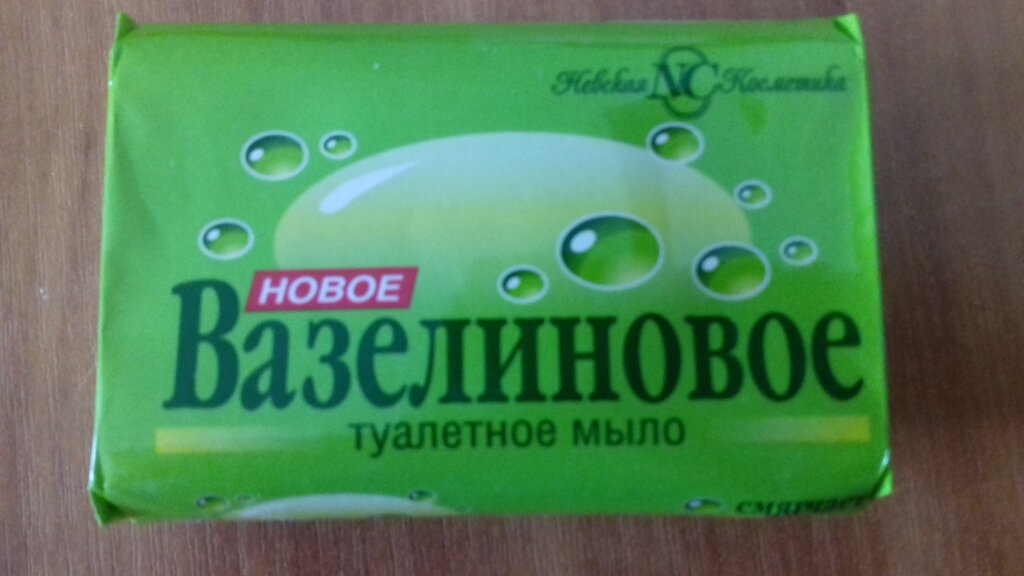 Невская NC Косметика
НОВОЕ
Вазелиновое
туалетное мыло